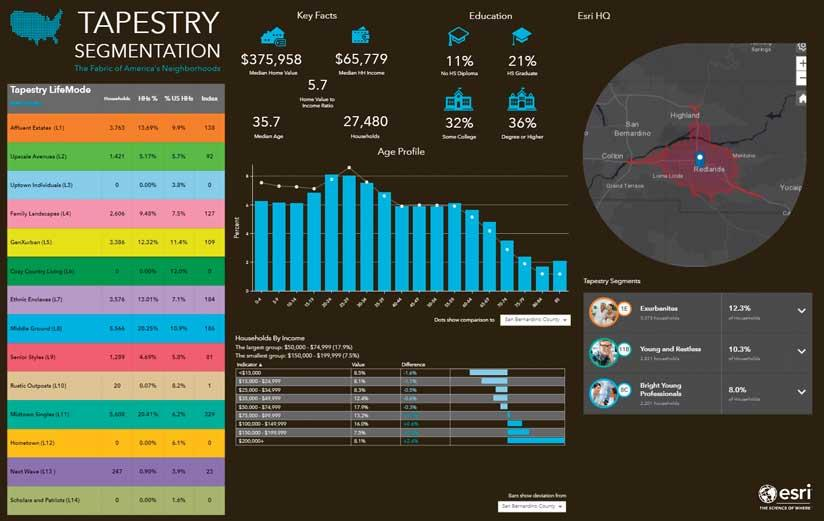 TAPESTRY
SEGMENTATION
The Fabric of America's Neighborhoods
Tapestry LifeMode
Households HHs % % US HHs Index
Affluent Estates (L1) 3,763 13.69% 9.9% 138
Upscale Avenues (L2) 1,421 5.17% 5.7% 92
Uptown Individuals (L3) 0 0.00% 3.8% 0
Family Landscapes (L4) 2,606 9.48% 7.5% 127
GenXurban (L5) 3,386 12.32% 11.4% 109
Cozy Country Living (L6) 0 0.00% 12.0% 0
Ethnic Enclaves (L7) 3,576 13.01% 7.1% 184
Middle Ground (L8) 5,566 20.25% 10.9% 186
Senior Styles (L9) 1,289 4.69% 5.8% 81
Rustic Outposts (L10) 20 0.07% 8.2% 1
Midtown Singles (L11) 5,608 20.41% 6.2% 329
Hometown (L12) 0 0.00% 6.1% 0
Next Wave (L13 ) 247 0.90% 3.9% 23
Scholars and Patriots (L14) 0 0.00% 1.6% 0
Key Facts
$375,958
Median Home Value
$65,779
Median HH Income
5.7
Home Value to
Income Ratio
35.7
Median Age
27,480
Households
Education
11%
No HS Diploma
21%
HS Graduate
32%
Some College
36%
Degree or Higher
Age Profile
Percent
8
6
4
2
0
0-4 5-9 10-14 15-19 20-24 25-29 30-34 35-39 40-44 45-49 50-54 55-59 60-64 65-69 70-74 75-79 80-84 85
Dots show comparison to San Bernardino County
Households By Income
The largest group: $50,000 - $74,999 (17.9%)
The smallest group: $150,000 - $199,999 (7.5%)
Indicator ▲ Value Difference
<$15,000 8.5% -1.6%
$15,000 - $24,999 8.1% -1.1%
$25,000 - $34,999 8.3% -0.5%
$35,000 - $49,999 12.4% -0.6%
$50,000 - $74,999 17.9% -0.3%
$75,000 - $99,999 13.2%
$100,000 - $149,999 16.0% +0.6%
$150,000 - $199,999 7.5%
$200,000+ 8.1% +2.4%
Bars show deviation from
San Bernardino County
Esri HQ
Springs
Highland
San
Bernardino
Colton
Mentone
Loma Linda
Redlands
Grand Terrace
Yucaip
Ca
Tapestry Segments
1E Exurbanites 12.3%
of Households
11B Young and Restless 10.3%
of Households
8C Bright Young
Professionals 8.0%
2,201 households of Households
esri
THE SCIENCE OF WHERE